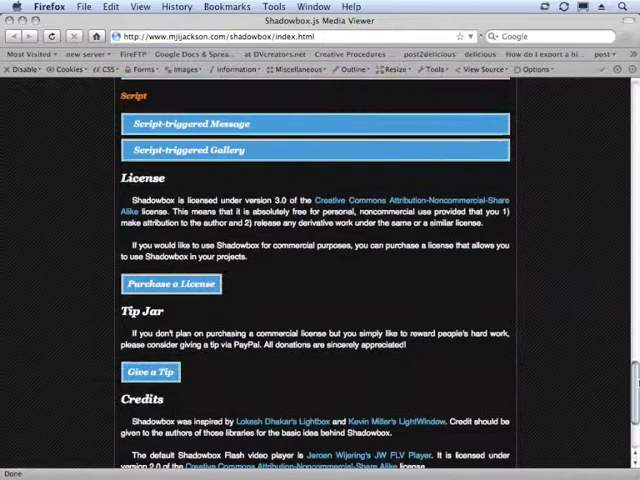 Firefox File Edit View History Bookmarks Tools Window Help
Shadowbox.js Media Viewer
http://www.mjijackson.com/shadowbox/index.html
Google
Most Visited new server FireFTP Google Docs & Sprea... at DVcreators.net Creative Procedures ... post2delicious delicious How do I export a hi... post
Disable Cookies CSS Forms Images Information Miscellaneous Outline Resize Tools View Source Options
Script
Script-triggered Message
Script-triggered Gallery
License
Shadowbox is licensed under version 3.0 of the Creative Commons Attribution-Noncommercial-Share
Alike license. This means that it is absolutely free for personal, noncommercial use provided that you 1)
make attribution to the author and 2) release any derivative work under the same or a similar license.
If you would like to use Shadowbox for commercial purposes, you can purchase a license that allows you
to use Shadowbox in your projects.
Purchase a License
Tip Jar
If you don't plan on purchasing a commercial license but you simply like to reward people's hard work,
please consider giving a tip via PayPal. All donations are sincerely appreciated!
Give a Tip
Credits
Shadowbox was inspired by Lokesh Dhakar's Lightbox and Kevin Miller's LightWindow. Credit should be
given to the authors of those libraries for the basic idea behind Shadowbox.
The default Shadowbox Flash video player is Jeroen Wijering's JW FLV Player. It is licensed under
version 2.0 of the Creative Commons Attribution-Noncommercial-Share Alike license.
Done